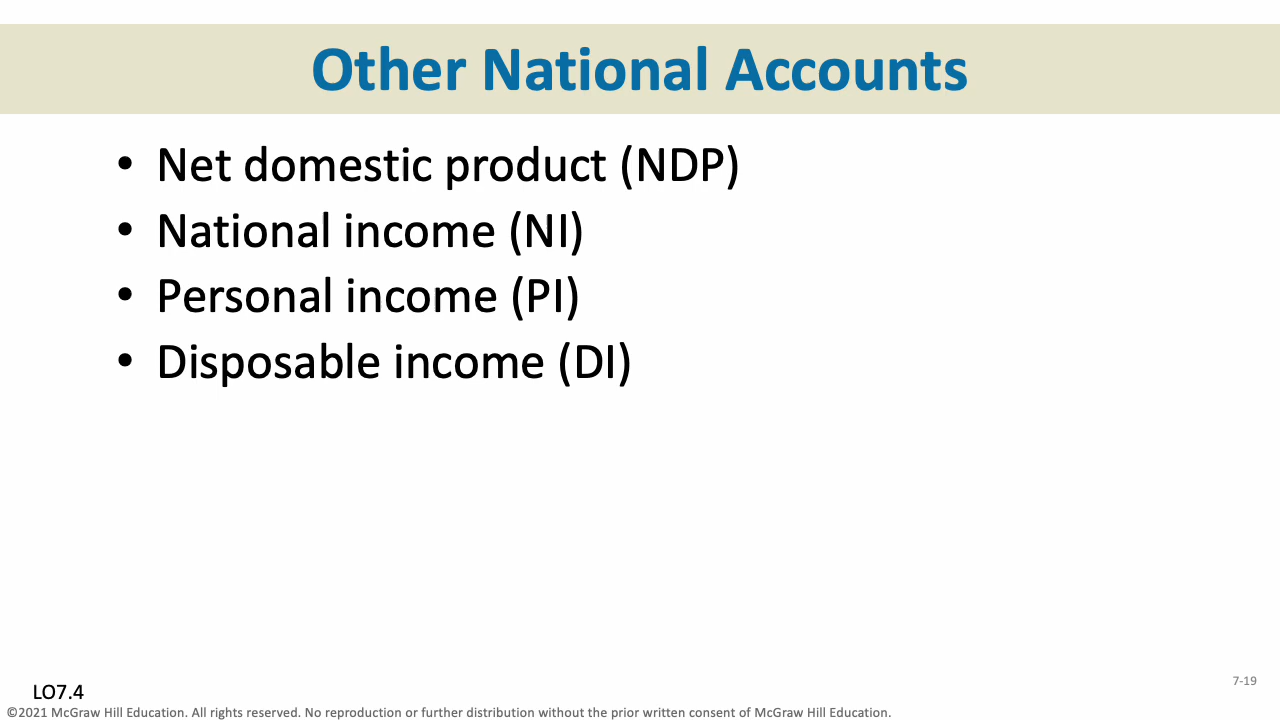 Other National Accounts
• Net domestic product (NDP)
• National income (NI)
• Personal income (PI)
• Disposable income (DI)
7-19
LO7.4
©2021 McGraw Hill Education. All rights reserved. No reproduction or further distribution without the prior written consent of McGraw Hill Education.